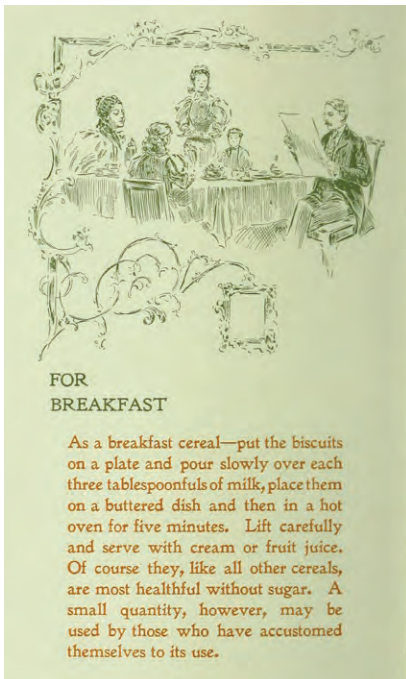 FOR
BREAKFAST
As a breakfast cereal—put the biscuits
on a plate and pour slowly over each
three tablespoonfuls of milk, place them
on a buttered dish and then in a hot
oven for five minutes. Lift carefully
and serve with cream or fruit juice.
Of course they, like all other cereals,
are most healthful without sugar. A
small quantity, however, may be
used by those who have accustomed
themselves to its use.